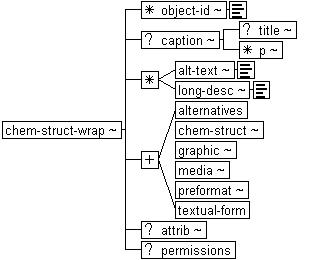 * object-id ~
? caption ~
? title ~
* p ~
*
alt-text ~
long-desc ~
chem-struct-wrap ~
+
alternatives
chem-struct ~
graphic ~
media ~
preformat ~
textual-form
? attrib ~
? permissions